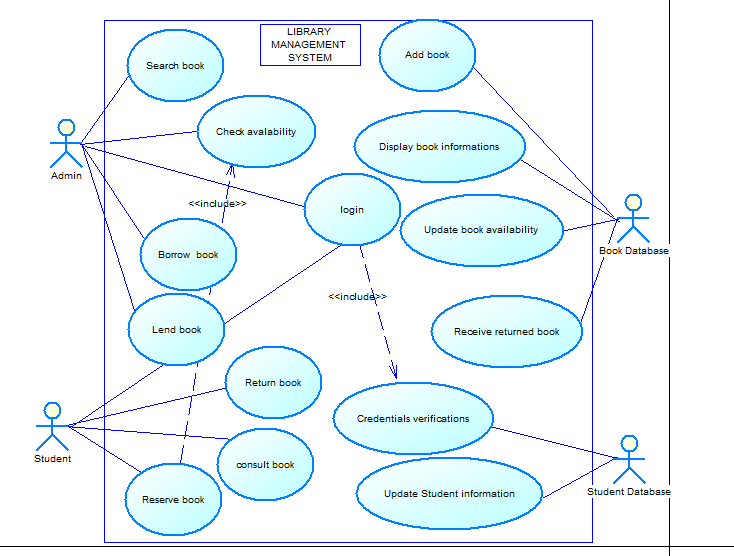 LIBRARY
MANAGEMENT
SYSTEM
Search book
Add book
Check avalability
Display book informations
Admin
<<include>>
login
Update book availability
Book Database
Borrow book
<<include>>
Lend book
Receive returned book
Return book
Credentials verifications
Student
consult book
Reserve book
Update Student information
Student Database